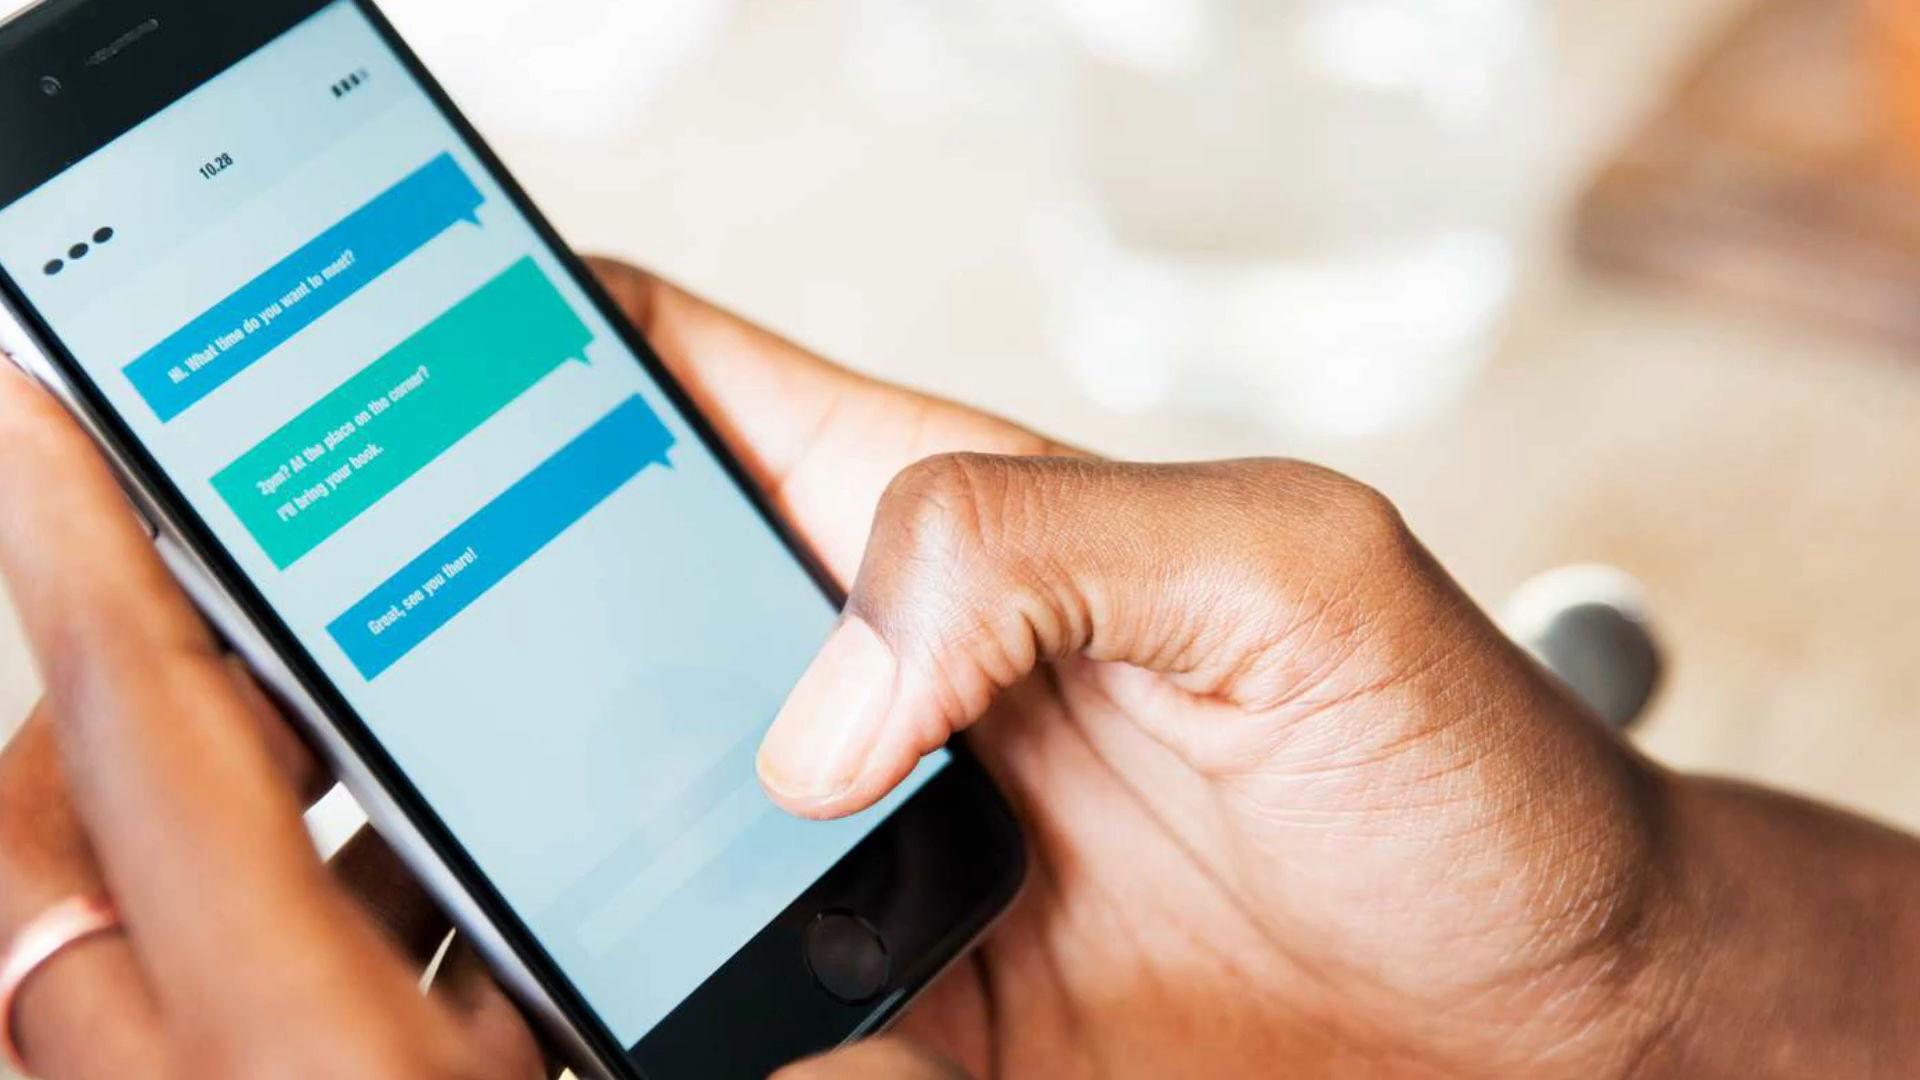 10.28
Hi. What time do you want to meet?
2pm? At the place on the corner?
I'll bring your book.
Great, see you there!